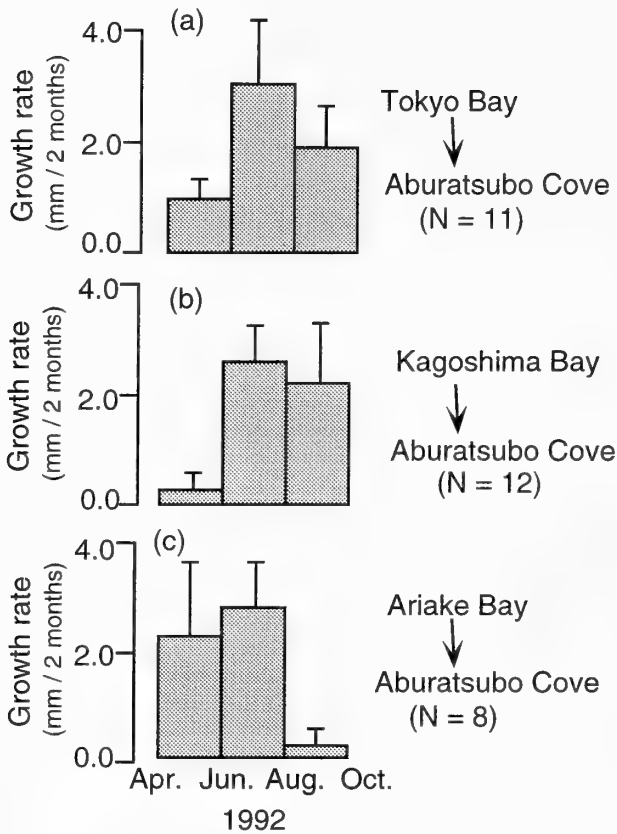 (a)
4.0
2.0
0.0
Growth rate
(mm / 2 months)
Tokyo Bay
Aburatsubo Cove
(N = 11)
(b)
4.0
2.0
0.0
Growth rate
(mm / 2 months)
Kagoshima Bay
Aburatsubo Cove
(N = 12)
(c)
4.0
2.0
0.0
Growth rate
(mm / 2 months)
Ariake Bay
Aburatsubo Cove
(N = 8)
Apr. Jun. Aug. Oct.
1992